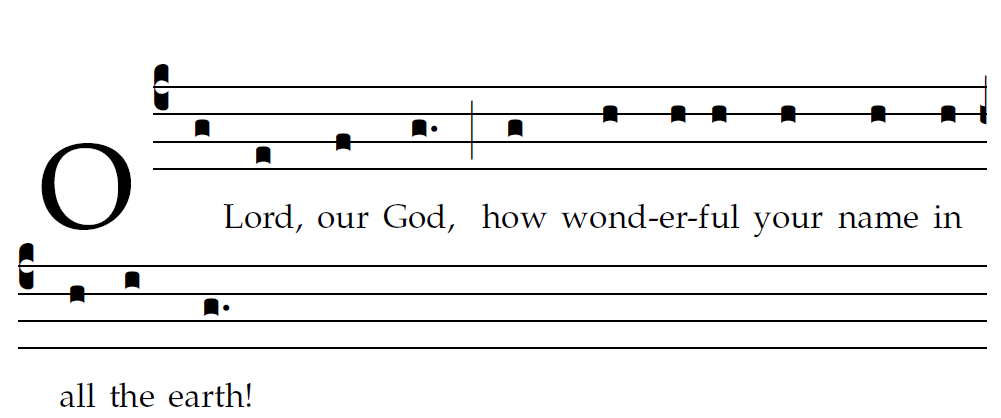 O Lord, our God, how wond-er-ful your name in
all the earth!